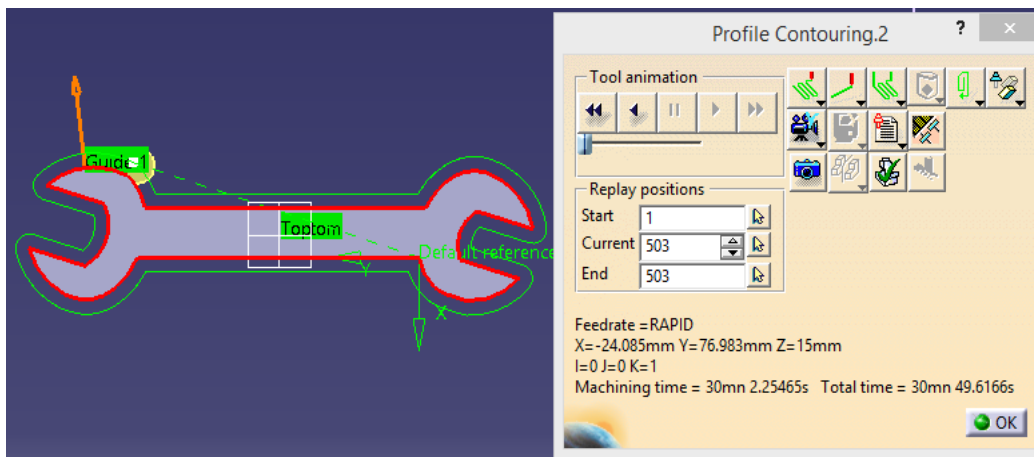 Guide 1
Toptom
Default reference
Y
X
Profile Contouring.2
?
Tool animation
Replay positions
Start 1
Current 503
End 503
Feedrate =RAPID
X=-24.085mm Y=76.983mm Z=15mm
I=0 J=0 K=1
Machining time = 30mn 2.25465s Total time = 30mn 49.6166s
OK